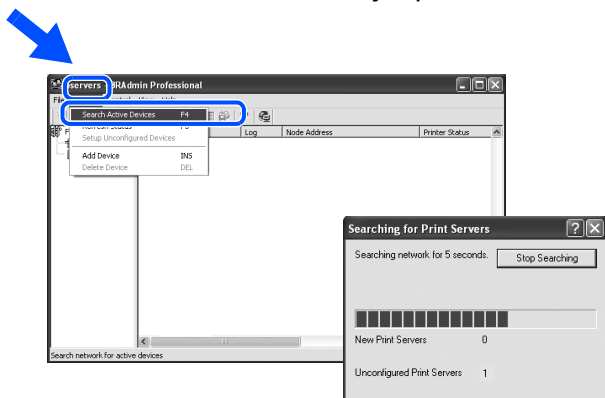 servers BRAdmin Professional
Search Active Devices F4
Setup Unconfigured Devices
Add Device INS
Delete Device DEL
Log Node Address Printer Status
Searching for Print Servers
Searching network for 5 seconds. Stop Searching
New Print Servers 0
Unconfigured Print Servers 1
Search network for active devices